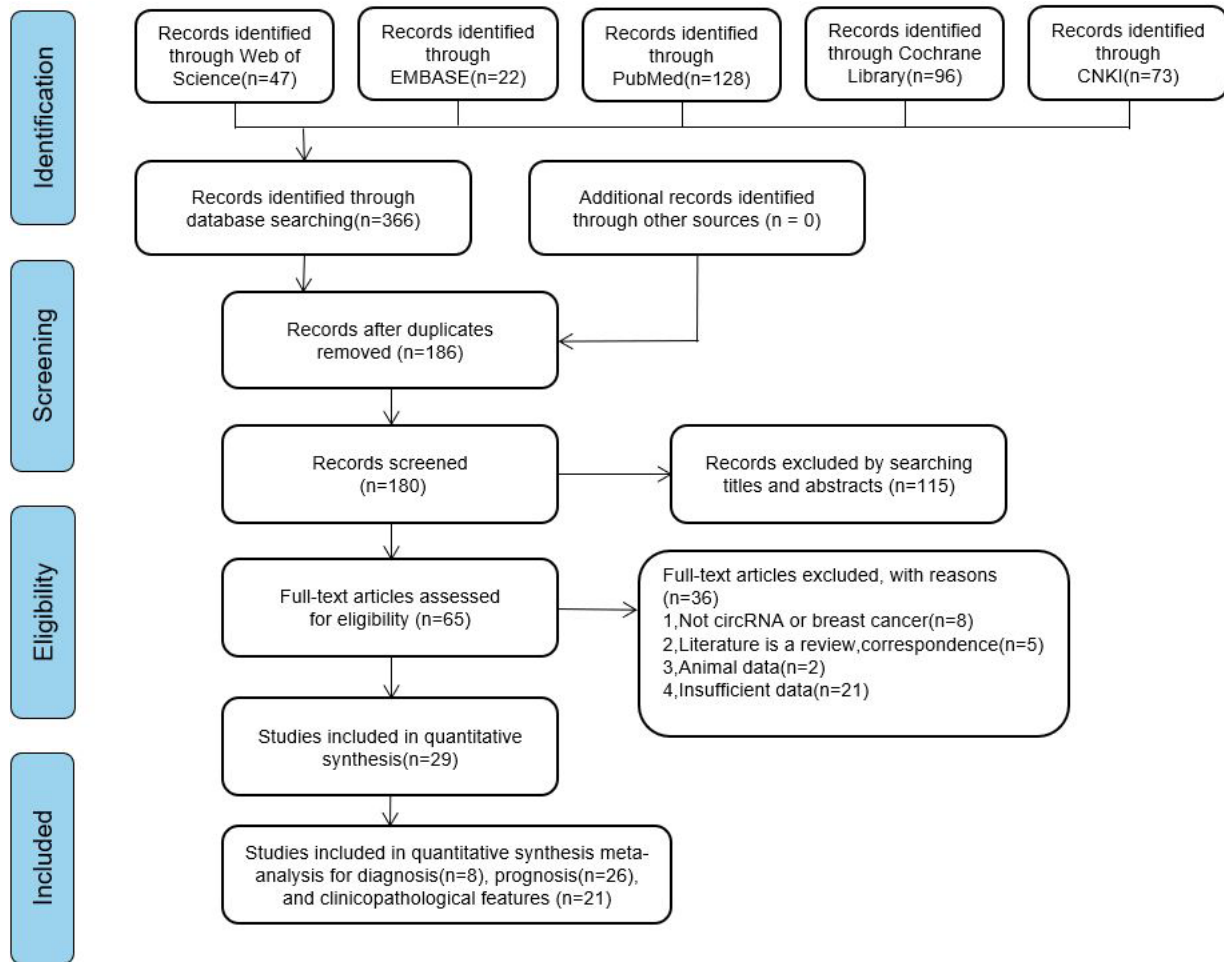 Identification
Records identified
through Web of
Science(n=47)
Records identified
through
EMBASE(n=22)
Records identified
through
PubMed(n=128)
Records identified
through Cochrane
Library(n=96)
Records identified
through
CNKI(n=73)
Records identified through
database searching(n=366)
Additional records identified
through other sources (n = 0)
Screening
Records after duplicates
removed (n=186)
Records screened
(n=180)
Records excluded by searching
titles and abstracts (n=115)
Eligibility
Full-text articles assessed
for eligibility (n=65)
Full-text articles excluded, with reasons
(n=36)
1,Not circRNA or breast cancer(n=8)
2,Literature is a review,correspondence(n=5)
3,Animal data(n=2)
4,Insufficient data(n=21)
Studies included in quantitative
synthesis(n=29)
Included
Studies included in quantitative synthesis meta-
analysis for diagnosis(n=8), prognosis(n=26),
and clinicopathological features (n=21)